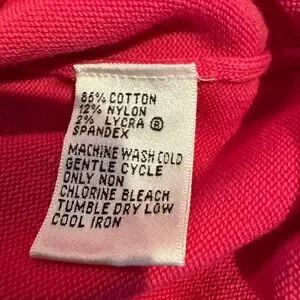 86% COTTON
12% NYLON
2% LYCRA ®
SPANDEX
MACHINE WASH COLD
GENTLE CYCLE
ONLY NON
CHLORINE BLEACH
TUMBLE DRY LOW
COOL IRON